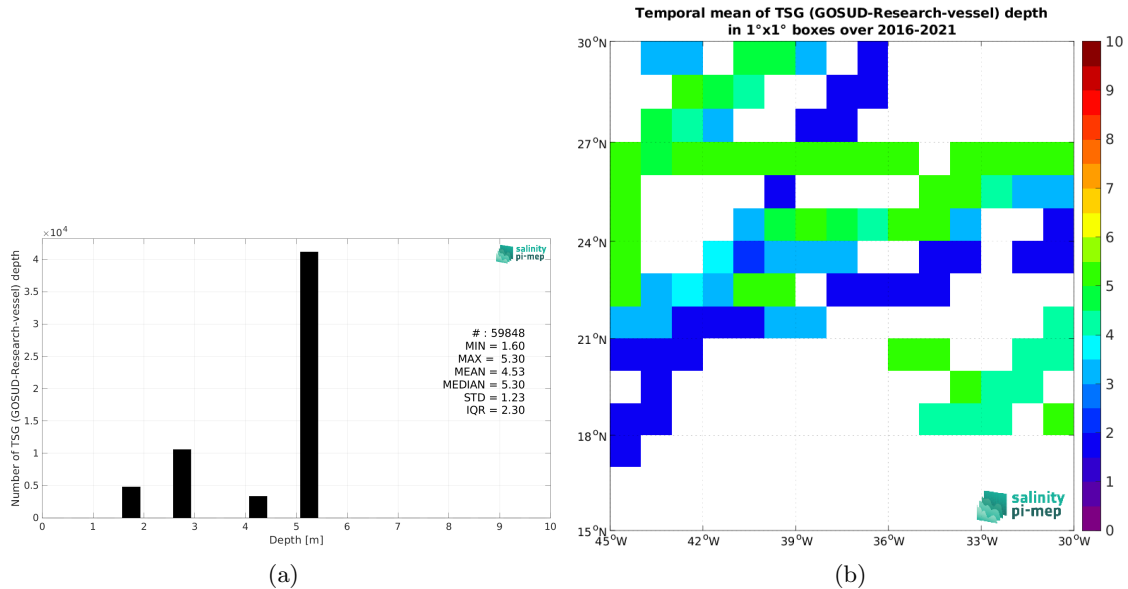 ×10⁴
4
3.5
3
2.5
2
1.5
1
0.5
0
Number of TSG (GOSUD-Research-vessel) depth
0 1 2 3 4 5 6 7 8 9 10
Depth [m]
salinity
pi-mep
# : 59848
MIN = 1.60
MAX = 5.30
MEAN = 4.53
MEDIAN = 5.30
STD = 1.23
IQR = 2.30
(a)
Temporal mean of TSG (GOSUD-Research-vessel) depth
in 1°x1° boxes over 2016-2021
30°N
27°N
24°N
21°N
18°N
15°N
45°W 42°W 39°W 36°W 33°W 30°W
salinity
pi-mep
10
9
8
7
6
5
4
3
2
1
0
(b)